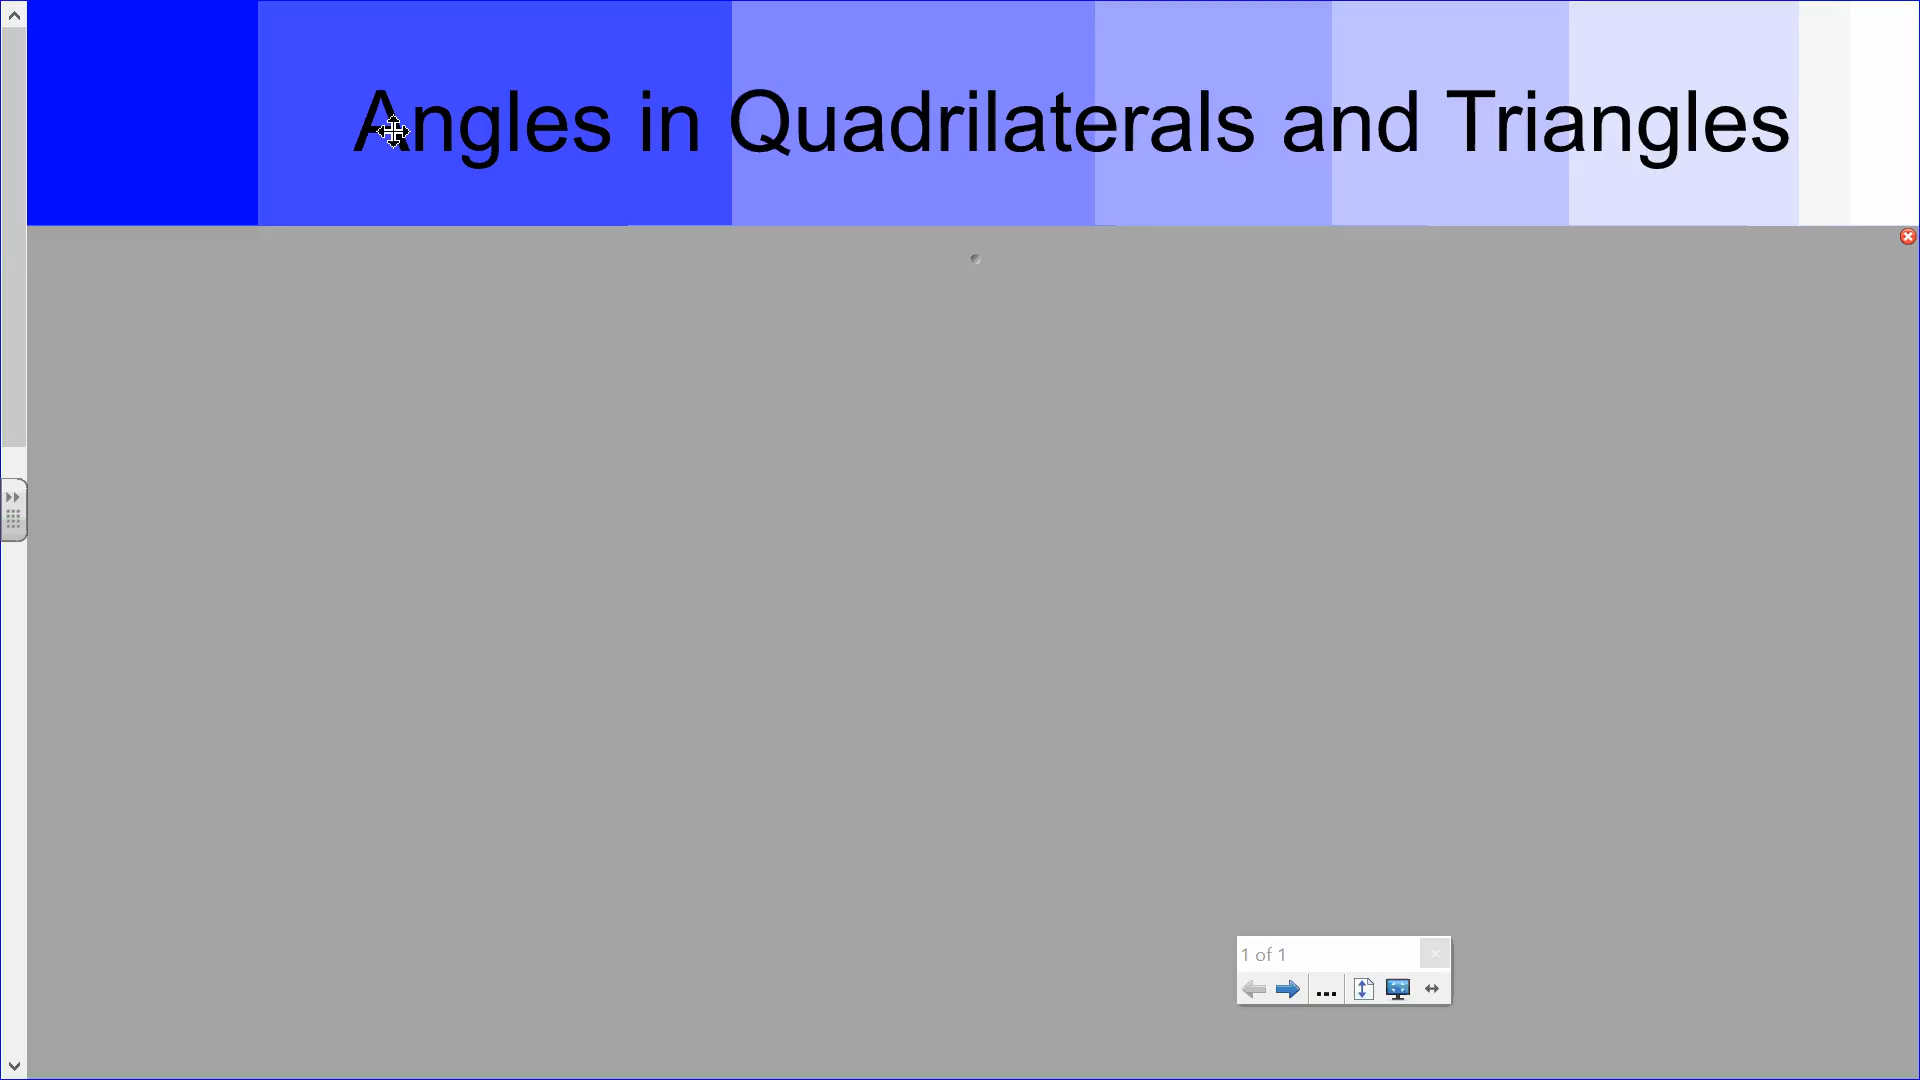 Angles in Quadrilaterals and Triangles
1 of 1
...